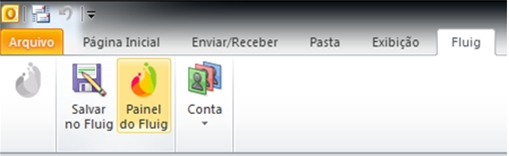 Arquivo Página Inicial Enviar/Receber Pasta Exibição Fluig
Salvar no Fluig
Painel do Fluig
Conta